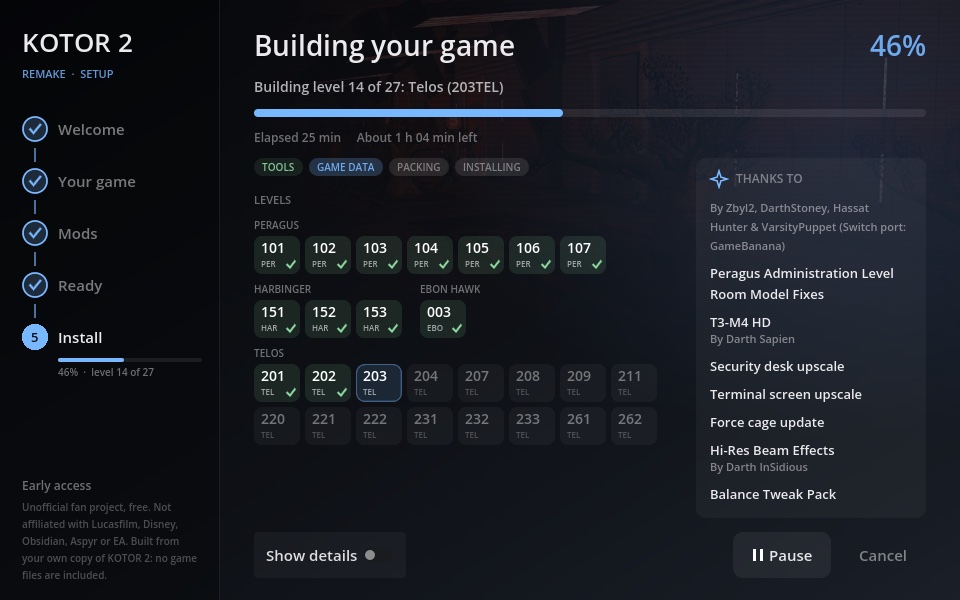 KOTOR 2
REMAKE · SETUP
Welcome
Your game
Mods
Ready
5
Install
46% · level 14 of 27
Early access
Unofficial fan project, free. Not
affiliated with Lucasfilm, Disney,
Obsidian, Aspyr or EA. Built from
your own copy of KOTOR 2: no game
files are included.
Building your game
46%
Building level 14 of 27: Telos (203TEL)
Elapsed 25 min About 1 h 04 min left
TOOLS GAME DATA PACKING INSTALLING
LEVELS
PERAGUS
101 102 103 104 105 106 107
PER PER PER PER PER PER PER
HARBINGER EBON HAWK
151 152 153 003
HAR HAR HAR EBO
TELOS
201 202 203 204 207 208 209 211
TEL TEL TEL TEL TEL TEL TEL TEL
220 221 222 231 232 233 261 262
TEL TEL TEL TEL TEL TEL TEL TEL
THANKS TO
By Zbyl2, DarthStoney, Hassat
Hunter & VarsityPuppet (Switch port:
GameBanana)
Peragus Administration Level
Room Model Fixes
T3-M4 HD
By Darth Sapien
Security desk upscale
Terminal screen upscale
Force cage update
Hi-Res Beam Effects
By Darth InSidious
Balance Tweak Pack
Show details
Pause
Cancel